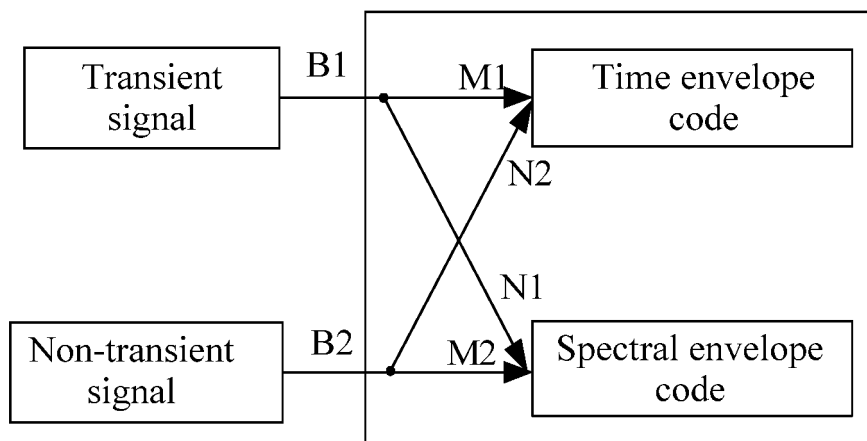 Transient
signal
B1
M1
Time envelope
code
N2
N1
Non-transient
signal
B2
M2
Spectral envelope
code